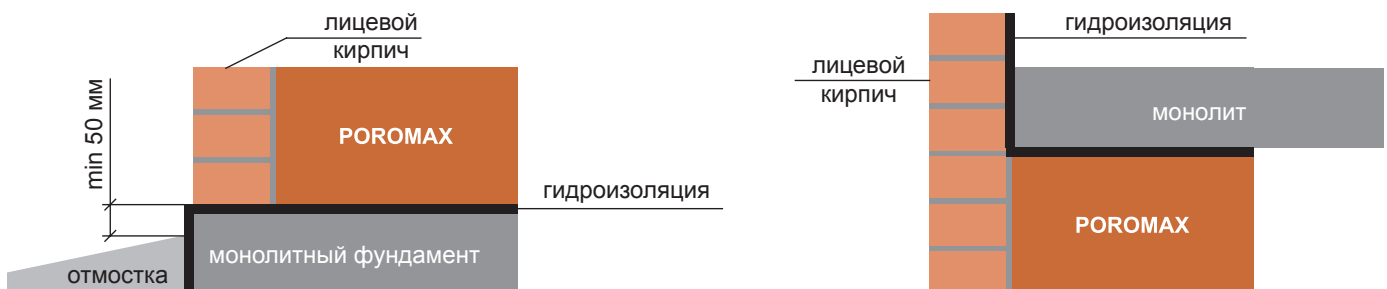 лицевой
кирпич
min 50 мм
POROMAX
гидроизоляция
монолитный фундамент
отмостка
гидроизоляция
лицевой
кирпич
монолит
POROMAX